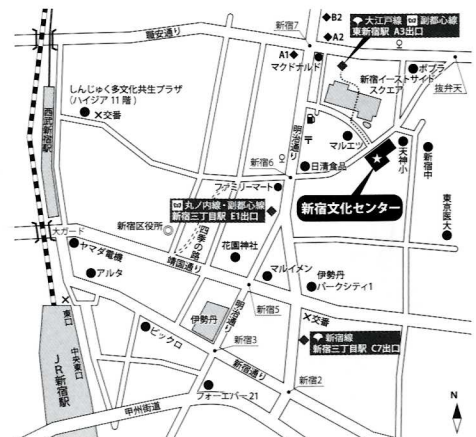 新宿7
◆B2
◆A2
A1◆
大江戸線 副都心線
東新宿駅 A3出口
職安通り
マクドナルド
ポプラ
抜弁天
新宿イーストサイド
スクエア
しんじゅく多文化共生プラザ
(ハイジア11階)
×交番
西武新宿駅
明治通り
マルエツ
天神小
新宿中
新宿6
日清食品
ファミリーマート
新宿文化センター
東京医大
丸ノ内線・副都心線
新宿三丁目駅 E1出口
新宿区役所
四季の路
花園神社
大ガード
ヤマダ電機
靖国通り
アルタ
マルイメン
伊勢丹
パークシティ1
新宿5
明治通り
伊勢丹
×交番
東口
中央東口
JR新宿駅
ビックロ
新宿3
新宿線
新宿三丁目駅 C7出口
新宿通り
新宿2
フォーエバー21
甲州街道
N